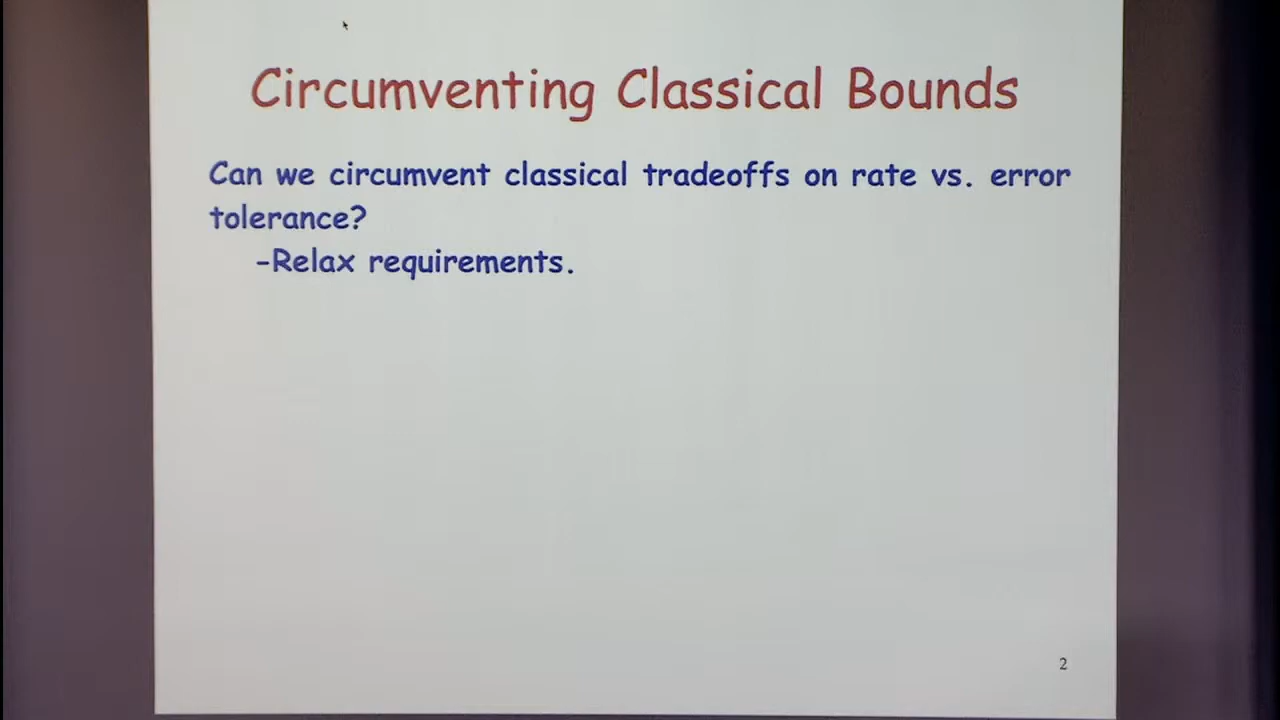 Circumventing Classical Bounds
Can we circumvent classical tradeoffs on rate vs. error
tolerance?
-Relax requirements.
2